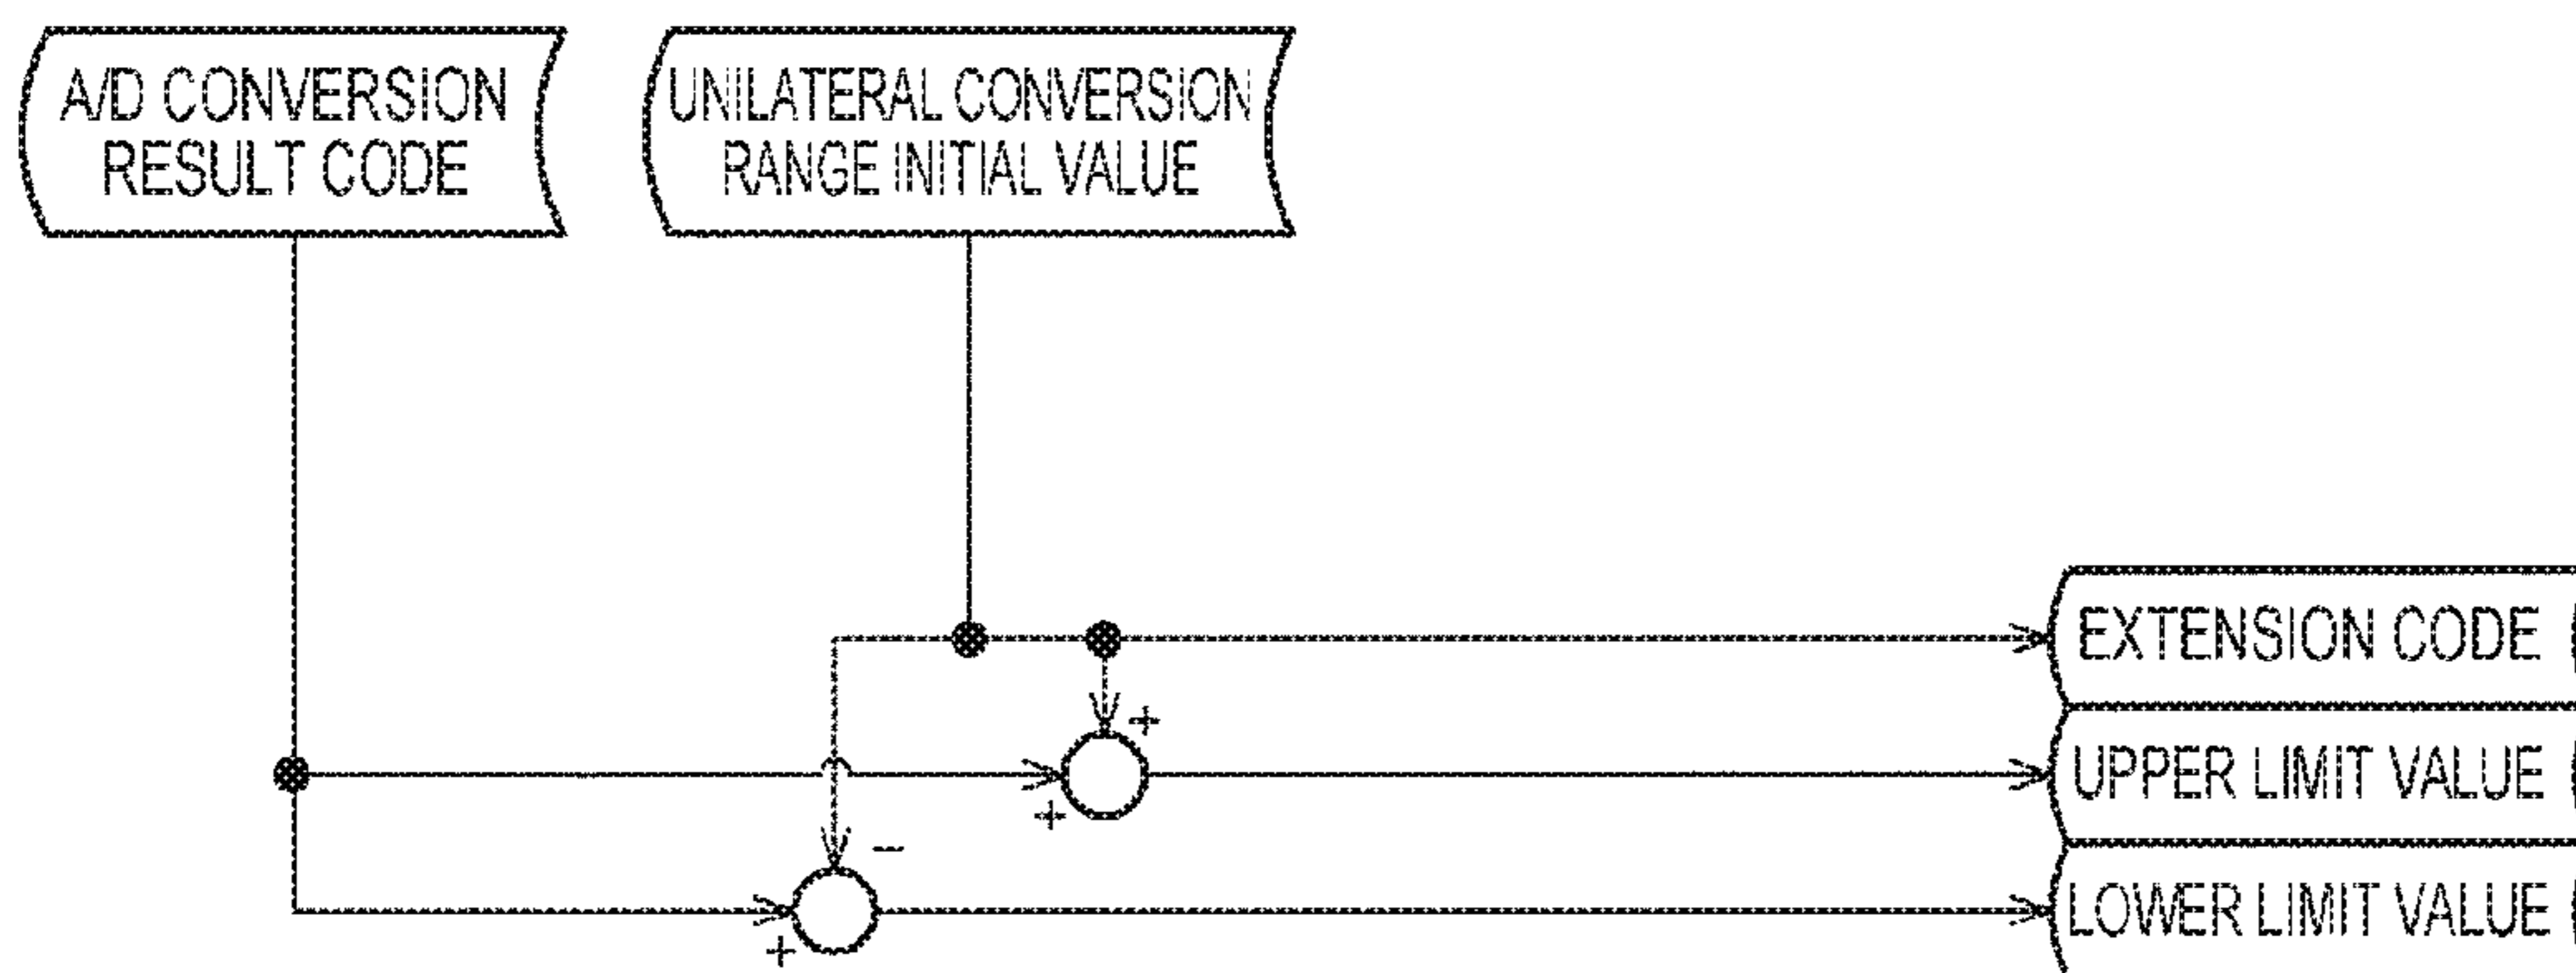 A/D CONVERSION
RESULT CODE
UNILATERAL CONVERSION
RANGE INITIAL VALUE
EXTENSION CODE
+
UPPER LIMIT VALUE
+
−
LOWER LIMIT VALUE
+